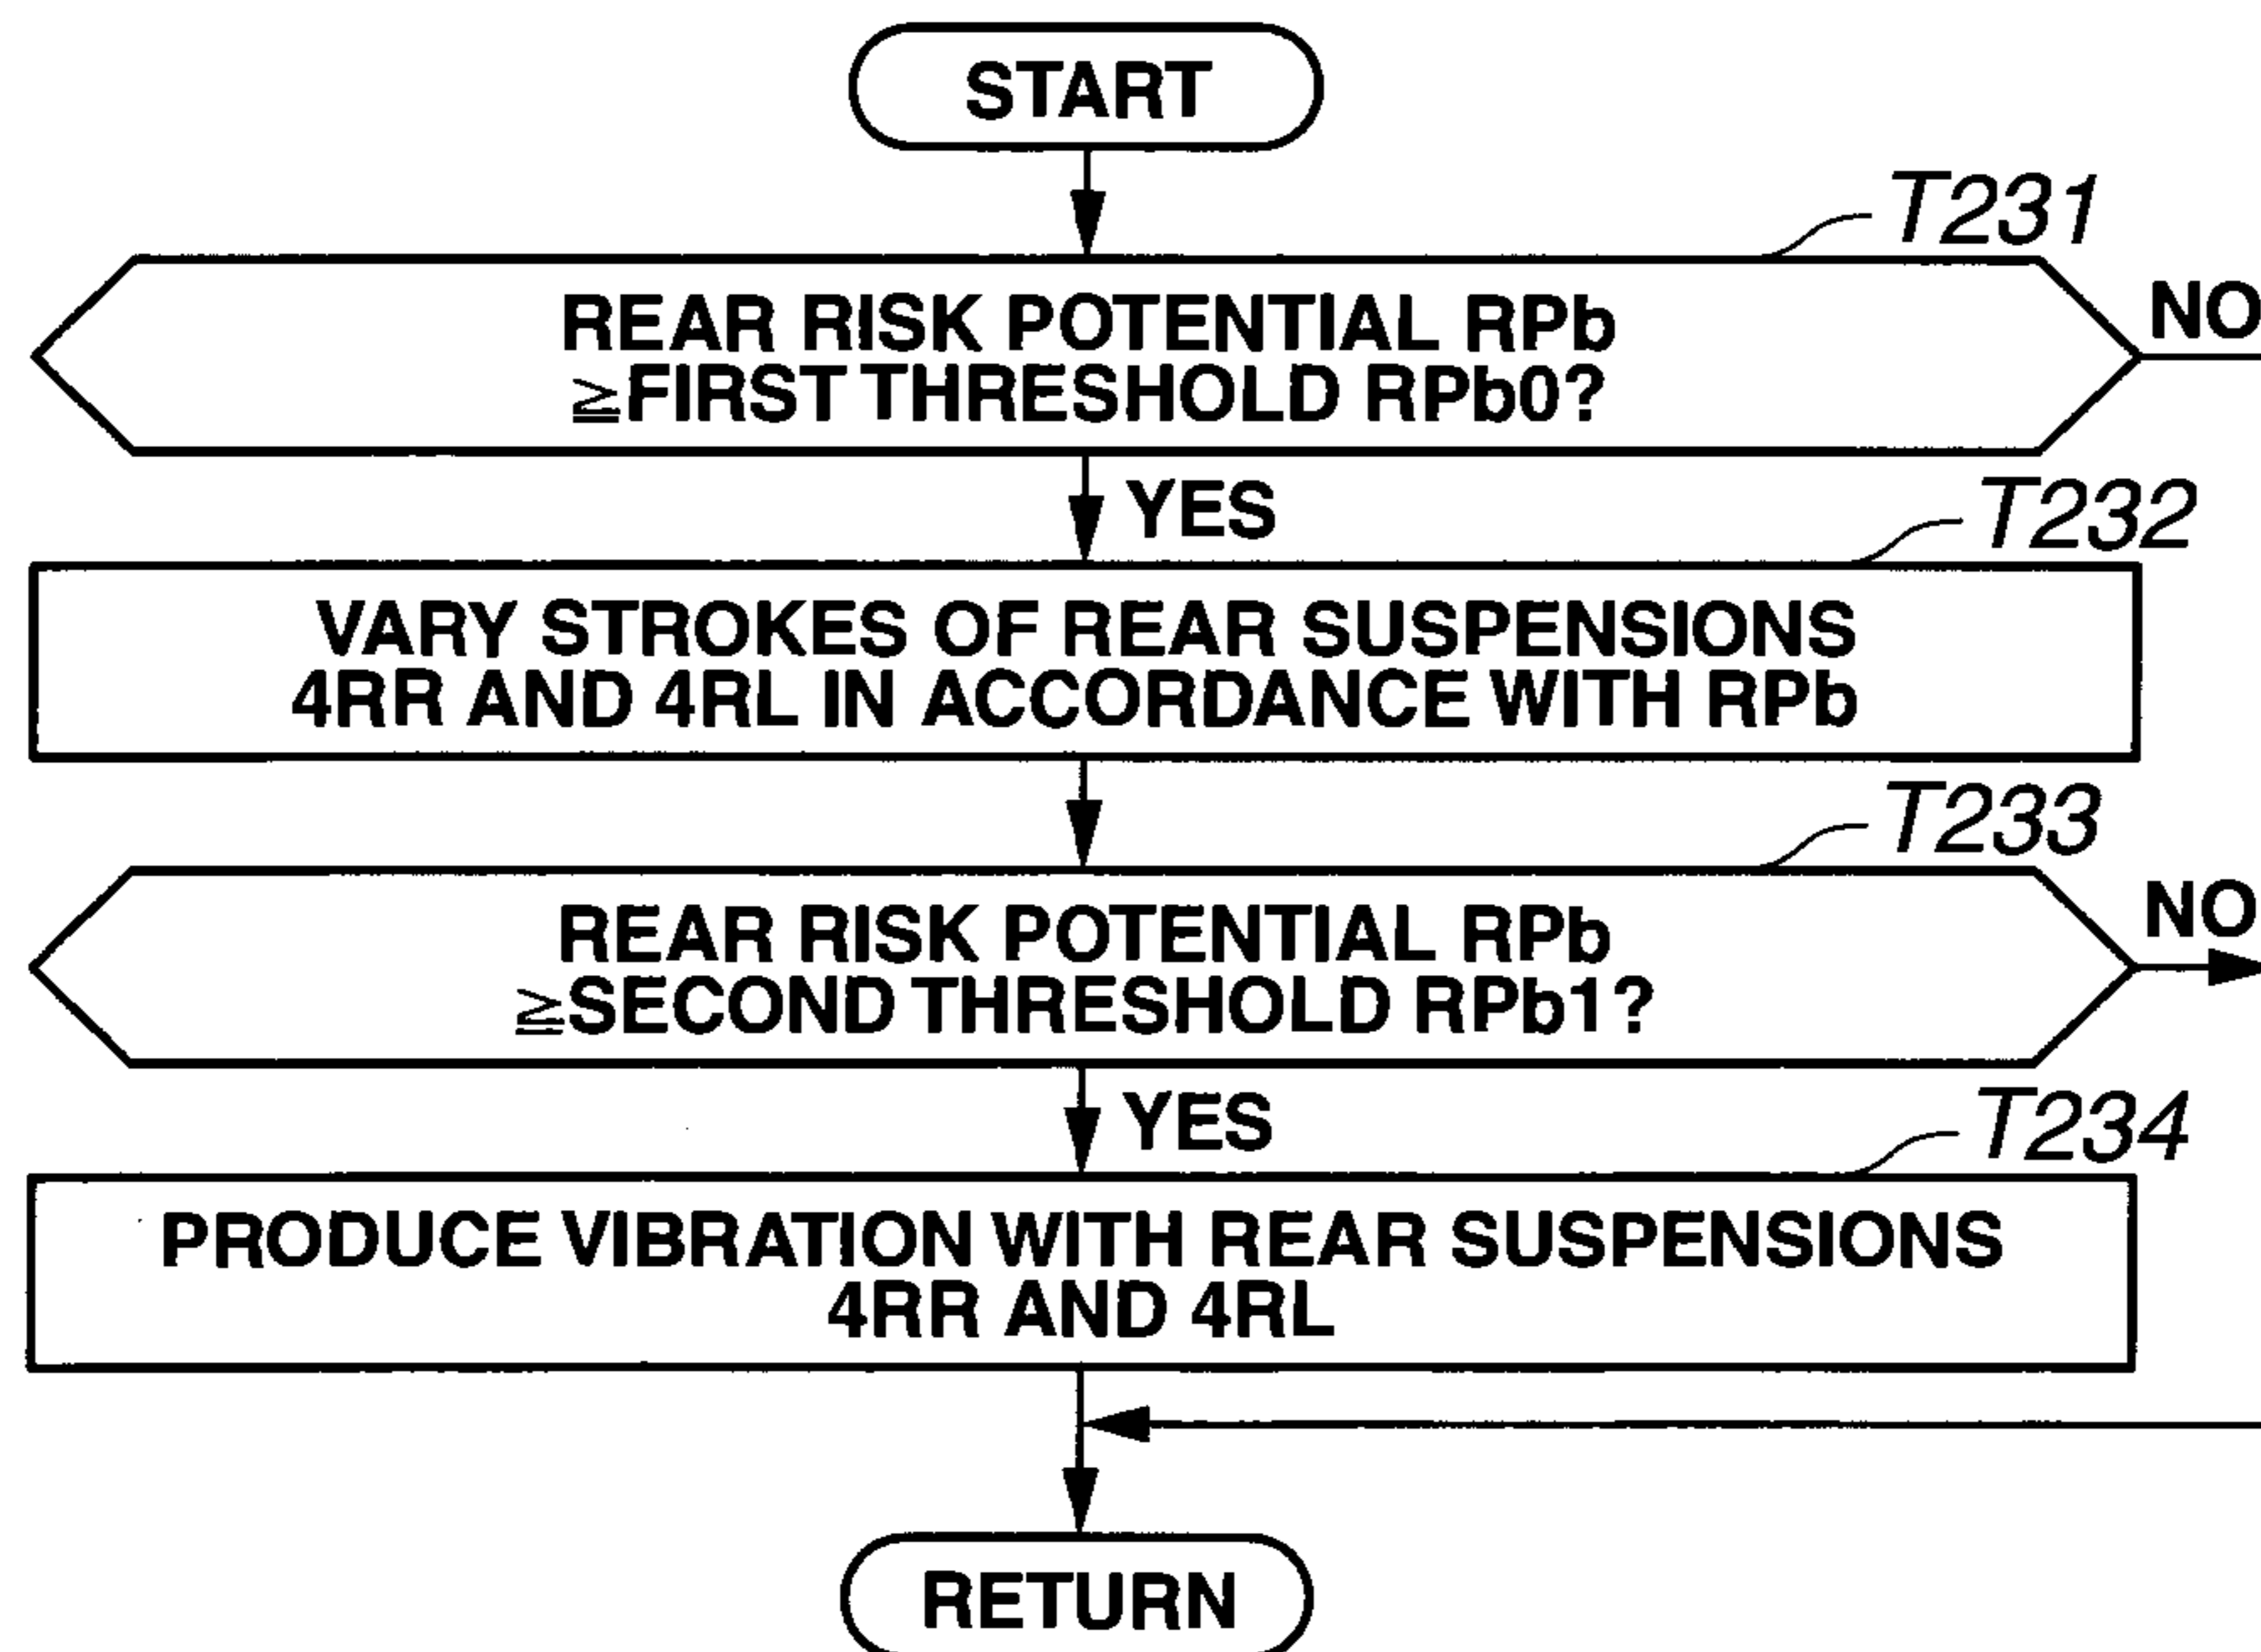 START
T231
REAR RISK POTENTIAL RPb
≧FIRST THRESHOLD RPb0?
NO
YES
T232
VARY STROKES OF REAR SUSPENSIONS
4RR AND 4RL IN ACCORDANCE WITH RPb
T233
REAR RISK POTENTIAL RPb
≧SECOND THRESHOLD RPb1?
NO
YES
T234
PRODUCE VIBRATION WITH REAR SUSPENSIONS
4RR AND 4RL
RETURN